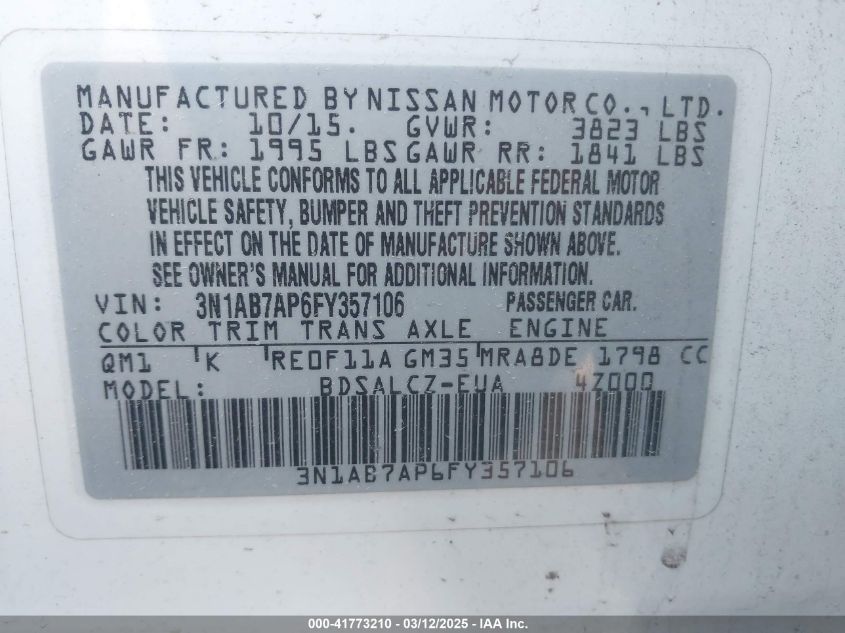 MANUFACTURED BY NISSAN MOTOR CO., LTD.
DATE: 10/15. GVWR: 3823 LBS
GAWR FR: 1995 LBS GAWR RR: 1841 LBS
THIS VEHICLE CONFORMS TO ALL APPLICABLE FEDERAL MOTOR
VEHICLE SAFETY, BUMPER AND THEFT PREVENTION STANDARDS
IN EFFECT ON THE DATE OF MANUFACTURE SHOWN ABOVE.
SEE OWNER'S MANUAL FOR ADDITIONAL INFORMATION.
VIN: 3N1AB7AP6FY357106 PASSENGER CAR.
COLOR TRIM TRANS AXLE ENGINE
QM1 K RE0F11A GM35 MRA8DE 1798 CC
MODEL: BDSALCZ-EUA 4Z000
3N1AB7AP6FY357106
000-41773210 - 03/12/2025 - IAA Inc.